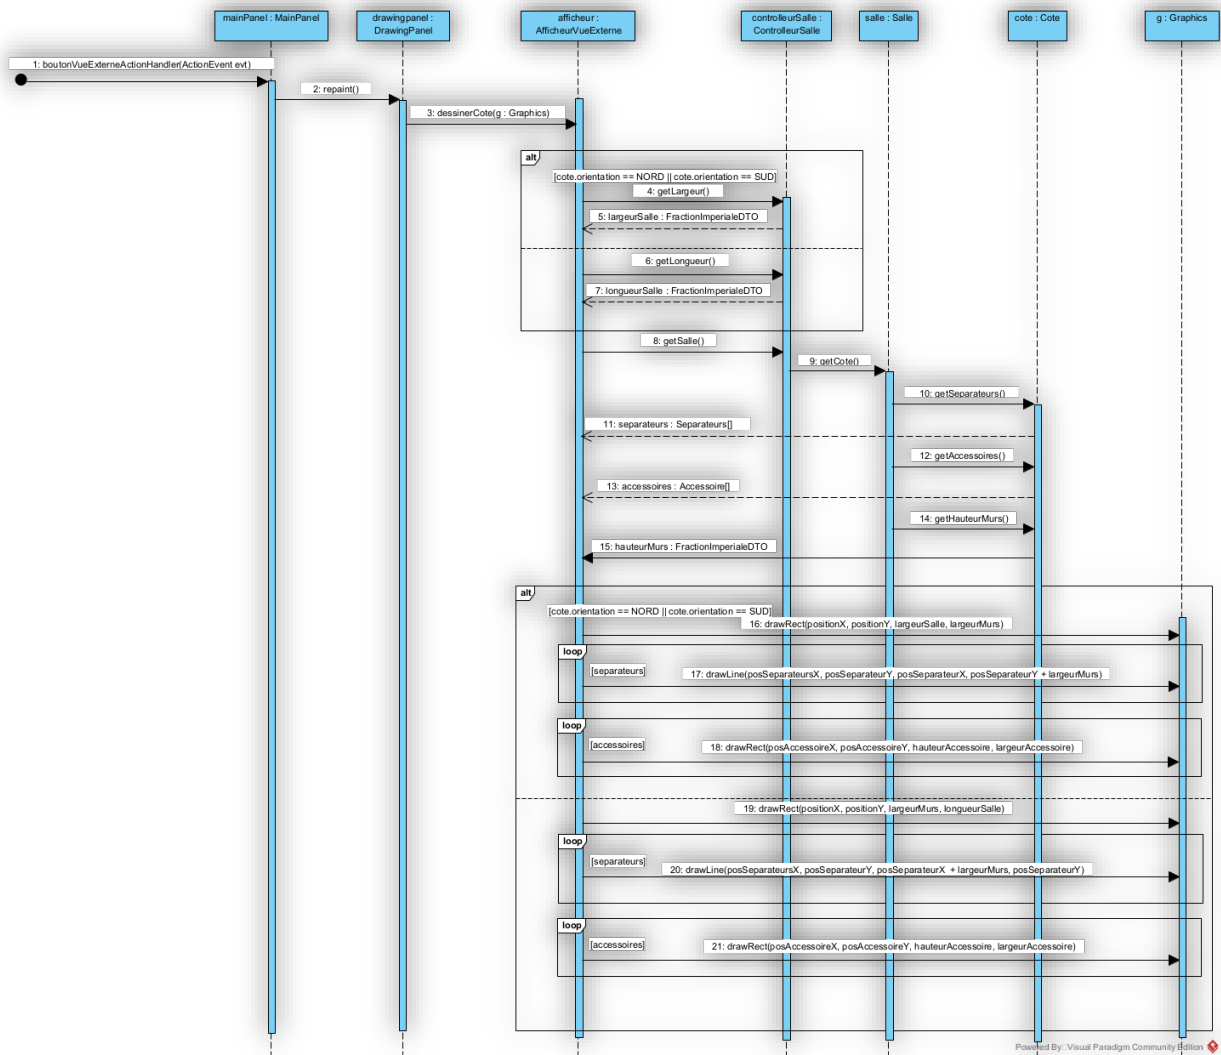 mainPanel : MainPanel
drawingpanel :
DrawingPanel
afficheur :
AfficheurVueExterne
controlleurSalle :
ControlleurSalle
salle : Salle
cote : Cote
g : Graphics
1: boutonVueExterneActionHandler(ActionEvent evt)
2: repaint()
3: dessinerCote(g : Graphics)
alt
[cote.orientation == NORD || cote.orientation == SUD]
4: getLargeur()
5: largeurSalle : FractionImperialeDTO
6: getLongueur()
7: longueurSalle : FractionImperialeDTO
8: getSalle()
9: getCote()
10: getSeparateurs()
11: separateurs : Separateurs[]
12: getAccessoires()
13: accessoires : Accessoire[]
14: getHauteurMurs()
15: hauteurMurs : FractionImperialeDTO
alt
[cote.orientation == NORD || cote.orientation == SUD]
16: drawRect(positionX, positionY, largeurSalle, largeurMurs)
loop
[separateurs]
17: drawLine(posSeparateursX, posSeparateurY, posSeparateurX, posSeparateurY + largeurMurs)
loop
[accessoires]
18: drawRect(posAccessoireX, posAccessoireY, hauteurAccessoire, largeurAccessoire)
19: drawRect(positionX, positionY, largeurMurs, longueurSalle)
loop
[separateurs]
20: drawLine(posSeparateursX, posSeparateurY, posSeparateurX + largeurMurs, posSeparateurY)
loop
[accessoires]
21: drawRect(posAccessoireX, posAccessoireY, hauteurAccessoire, largeurAccessoire)
Powered By Visual Paradigm Community Edition